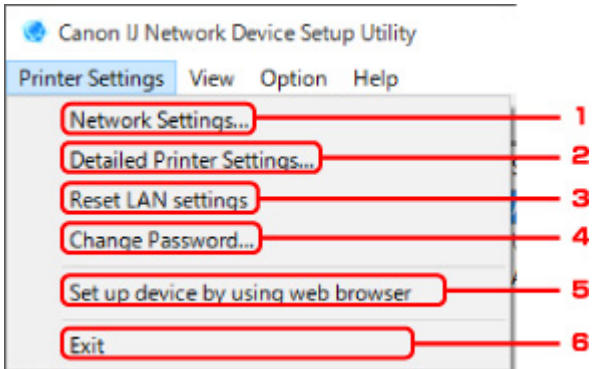 Canon IJ Network Device Setup Utility
Printer Settings View Option Help
Network Settings... 1
Detailed Printer Settings... 2
Reset LAN settings 3
Change Password... 4
Set up device by using web browser 5
Exit 6